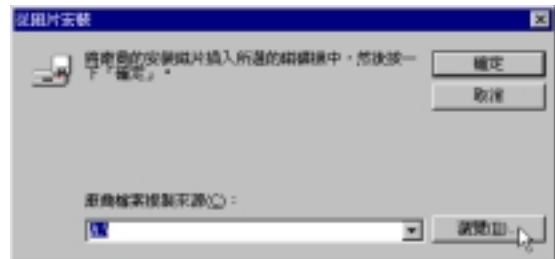 從磁片安裝
將廠商的安裝磁片插入所選的磁碟機中，然後按一
下「確定」。
確定
取消
廠商檔案複製來源(C)：
A:\
瀏覽(B)...